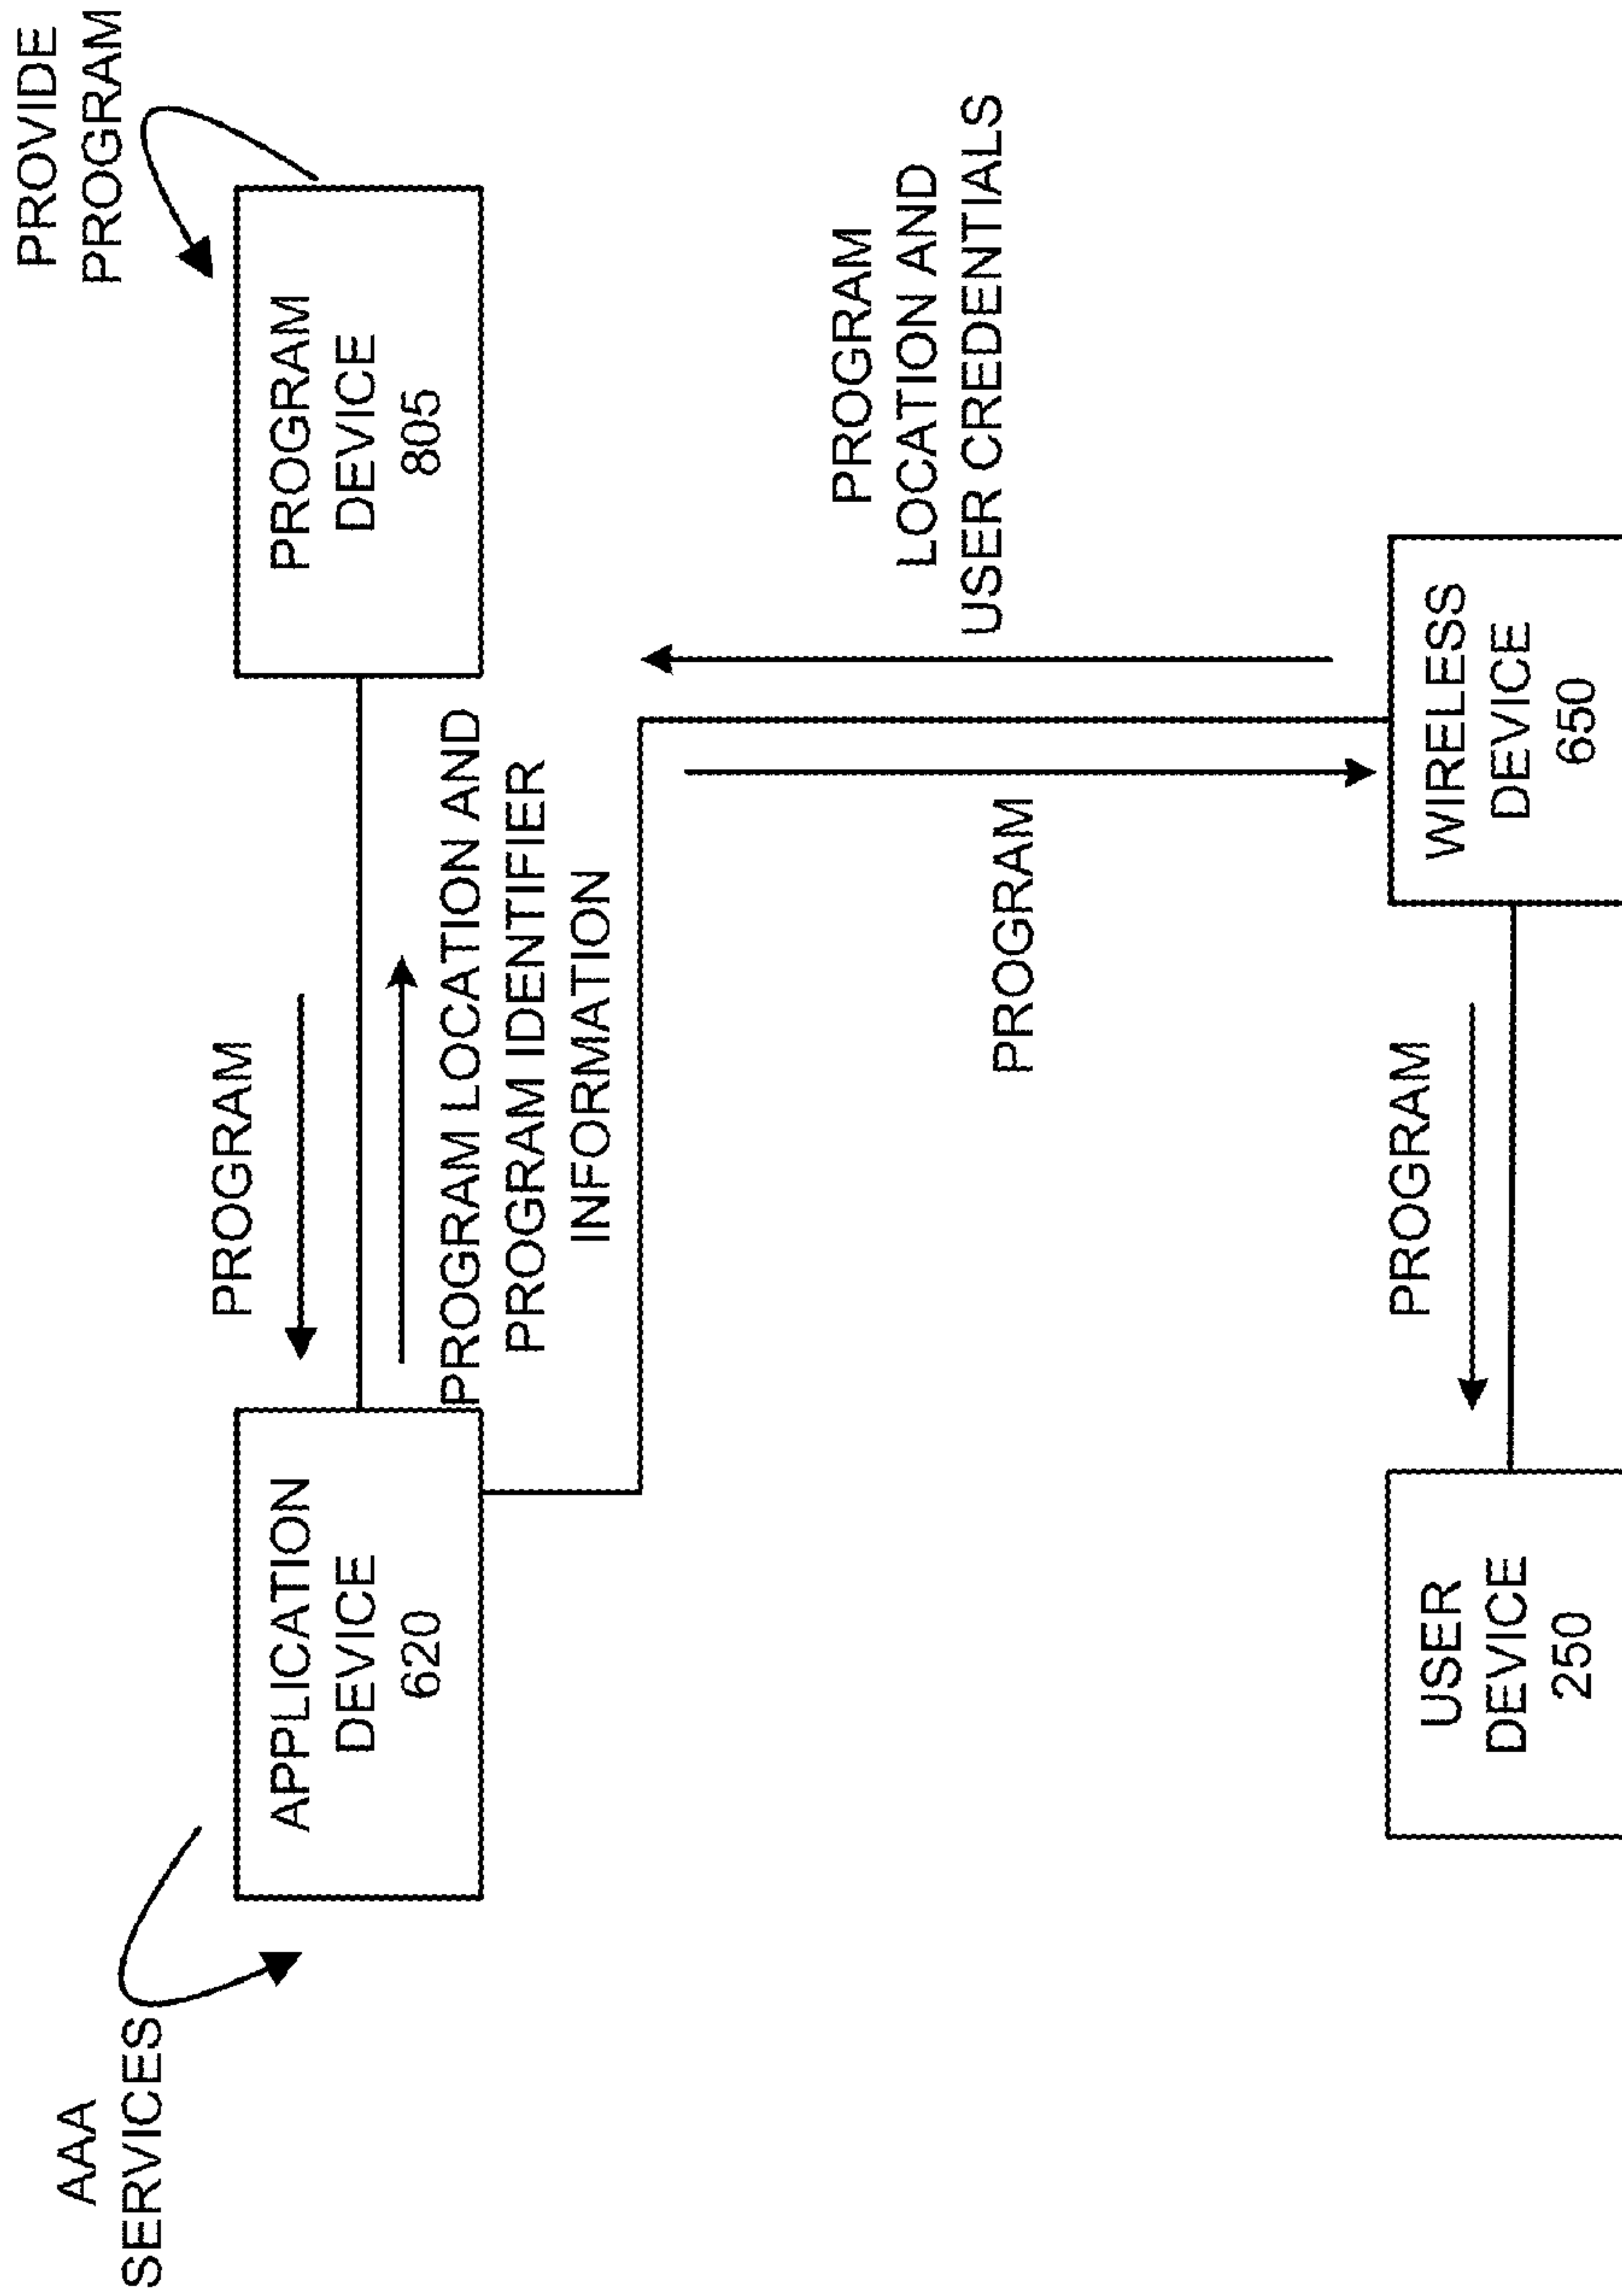 AAA
SERVICES
APPLICATION
DEVICE
620
PROGRAM
PROGRAM LOCATION AND
PROGRAM IDENTIFIER
INFORMATION
PROVIDE
PROGRAM
PROGRAM
DEVICE
805
PROGRAM
LOCATION AND
USER CREDENTIALS
PROGRAM
USER
DEVICE
250
PROGRAM
WIRELESS
DEVICE
650